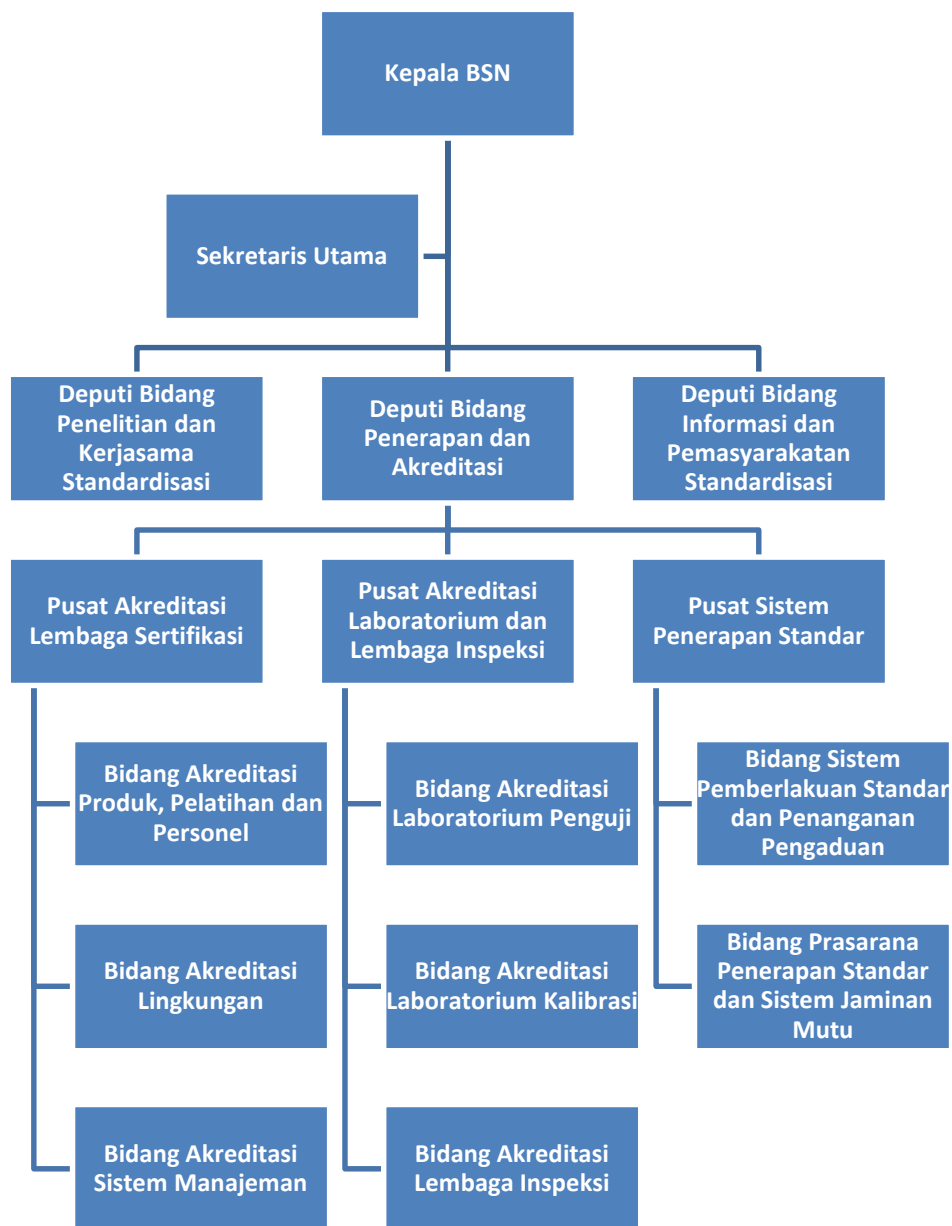 Kepala BSN
Sekretaris Utama
Deputi Bidang
Penelitian dan
Kerjasama
Standardisasi
Deputi Bidang
Penerapan dan
Akreditasi
Deputi Bidang
Informasi dan
Pemasyarakatan
Standardisasi
Pusat Akreditasi
Lembaga Sertifikasi
Pusat Akreditasi
Laboratorium dan
Lembaga Inspeksi
Pusat Sistem
Penerapan Standar
Bidang Akreditasi
Produk, Pelatihan dan
Personel
Bidang Akreditasi
Laboratorium Penguji
Bidang Sistem
Pemberlakuan Standar
dan Penanganan
Pengaduan
Bidang Akreditasi
Lingkungan
Bidang Akreditasi
Laboratorium Kalibrasi
Bidang Prasarana
Penerapan Standar
dan Sistem Jaminan
Mutu
Bidang Akreditasi
Sistem Manajeman
Bidang Akreditasi
Lembaga Inspeksi